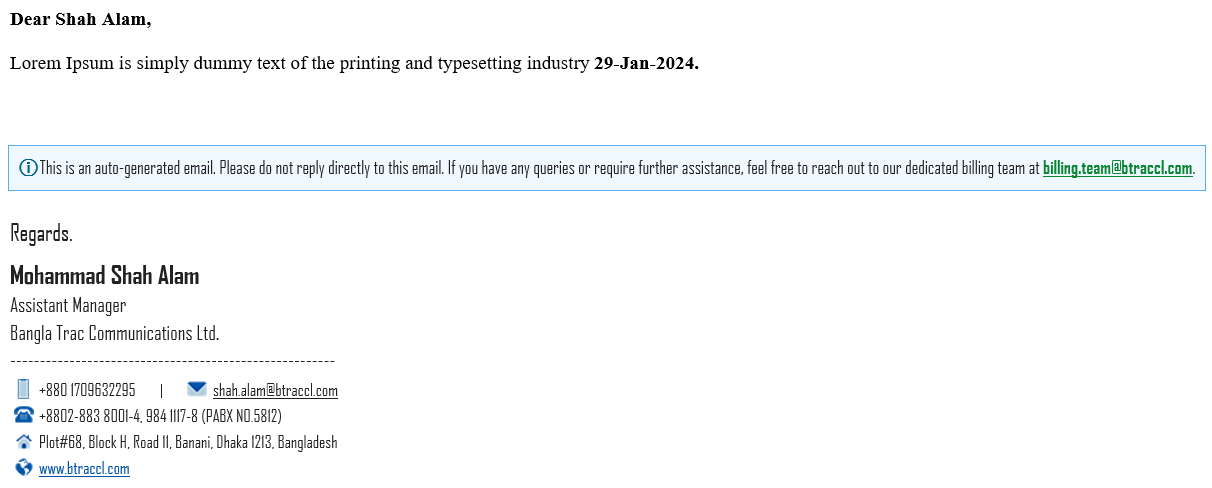 Dear Shah Alam,
Lorem Ipsum is simply dummy text of the printing and typesetting industry 29-Jan-2024.
This is an auto-generated email. Please do not reply directly to this email. If you have any queries or require further assistance, feel free to reach out to our dedicated billing team at billing.team@btraccl.com.
Regards.
Mohammad Shah Alam
Assistant Manager
Bangla Trac Communications Ltd.
-------------------------------------------------------
+880 1709632295 | shah.alam@btraccl.com
+8802-883 8001-4, 984 1117-8 (PABX NO.5812)
Plot#68, Block H, Road 11, Banani, Dhaka 1213, Bangladesh
www.btraccl.com